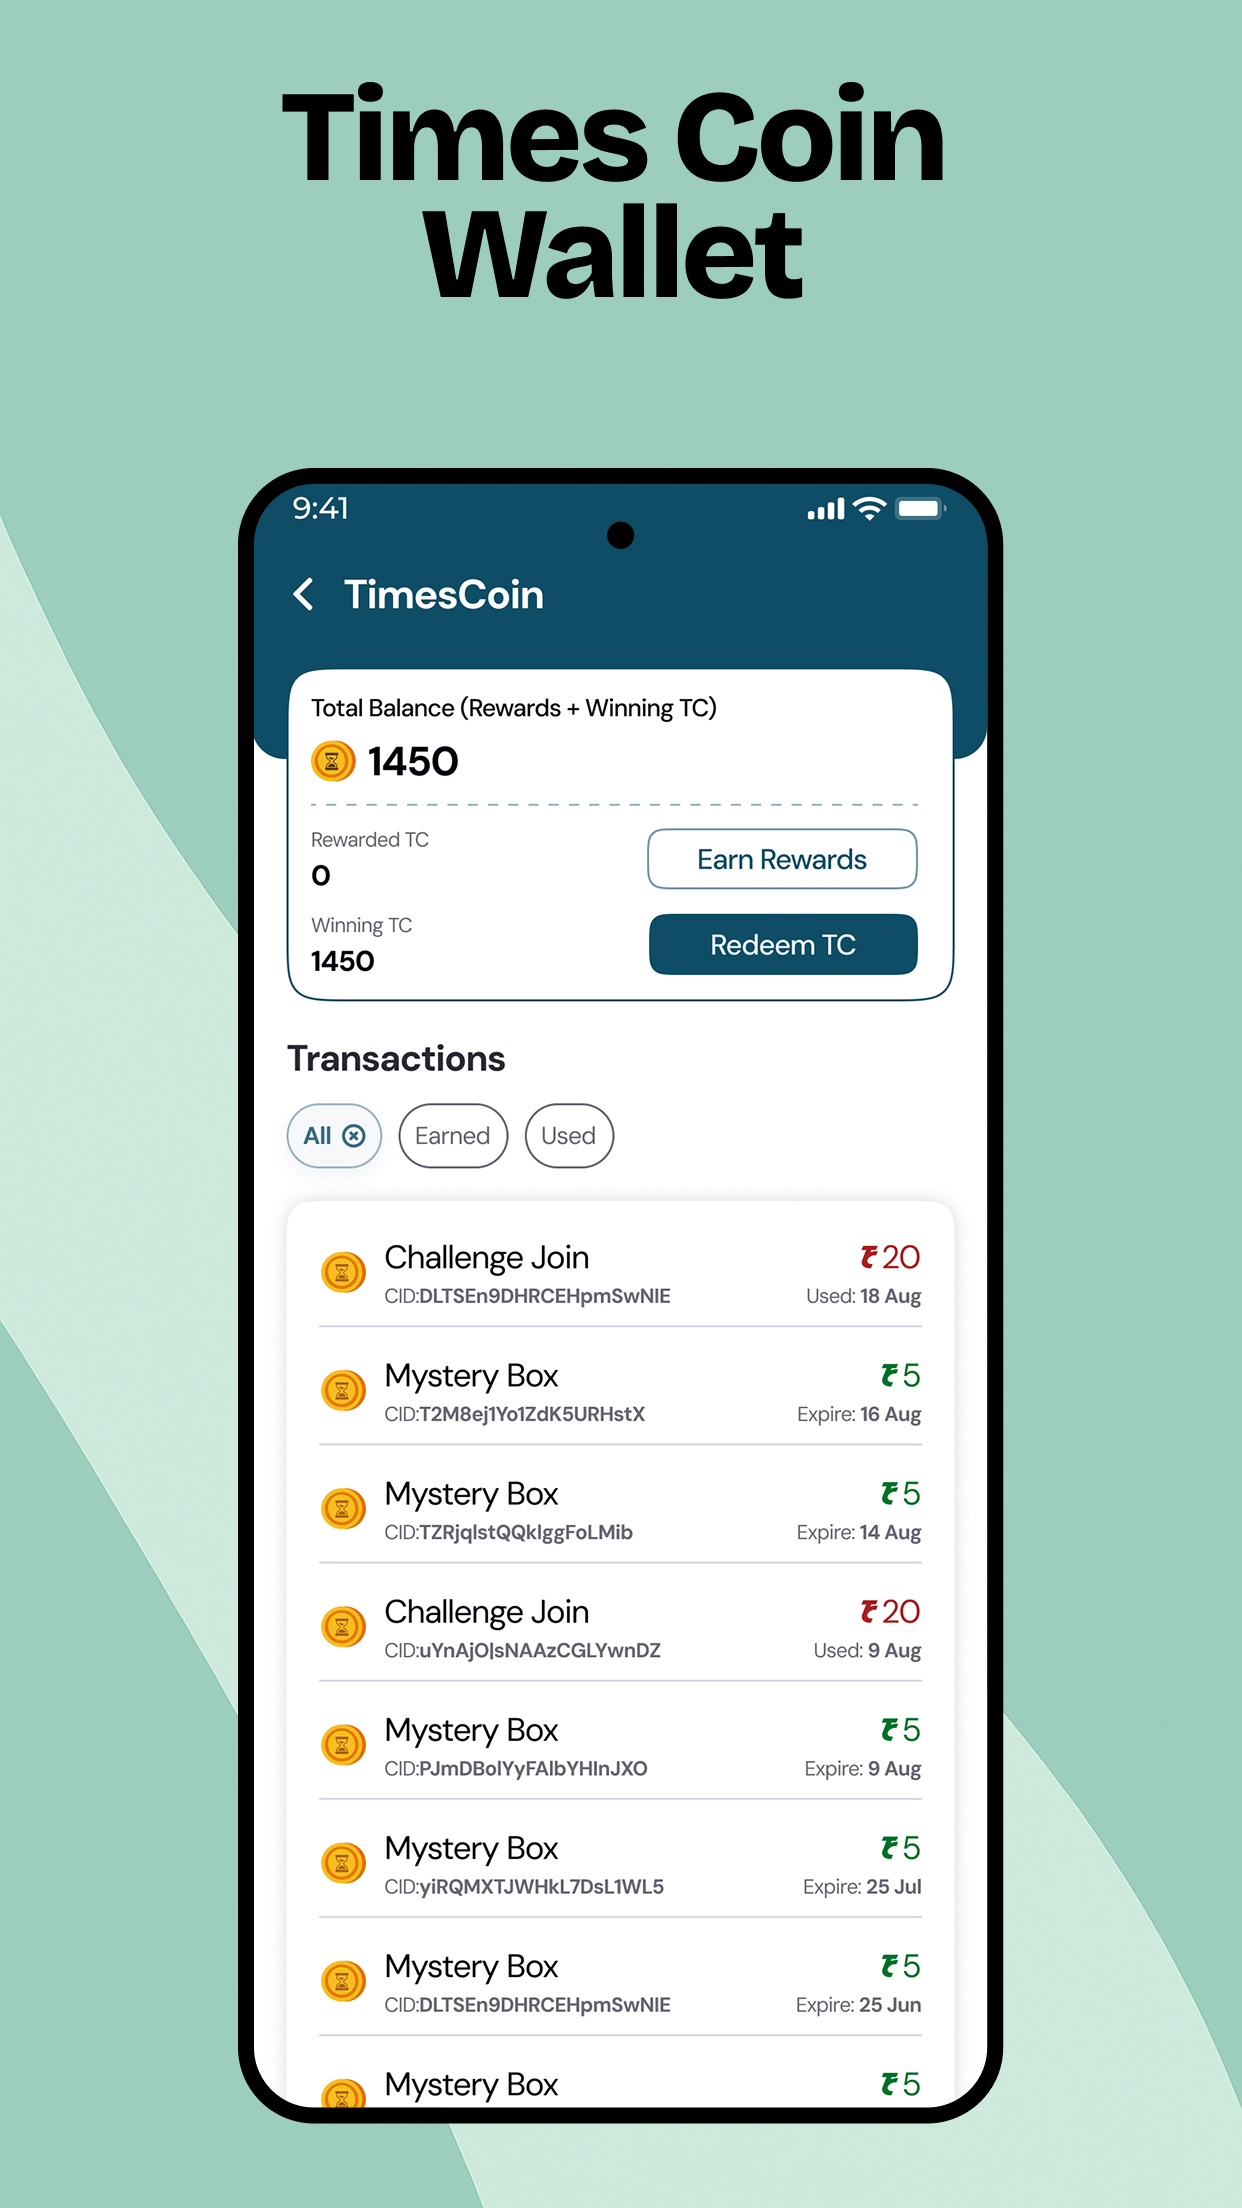 Times Coin
Wallet
9:41
TimesCoin
Total Balance (Rewards + Winning TC)
1450
Rewarded TC
0
Earn Rewards
Winning TC
1450
Redeem TC
Transactions
All Earned Used
Challenge Join 20
CID:DLTSEn9DHRCEHpmSwNIE Used: 18 Aug
Mystery Box 5
CID:T2M8ej1Yo1ZdK5URHstX Expire: 16 Aug
Mystery Box 5
CID:TZRjqlstQQklggFoLMib Expire: 14 Aug
Challenge Join 20
CID:uYnAjOlsNAAzCGLYwnDZ Used: 9 Aug
Mystery Box 5
CID:PJmDBolYyFAlbYHInJXO Expire: 9 Aug
Mystery Box 5
CID:yiRQMXTJWHkL7DsL1WL5 Expire: 25 Jul
Mystery Box 5
CID:DLTSEn9DHRCEHpmSwNIE Expire: 25 Jun
Mystery Box 5